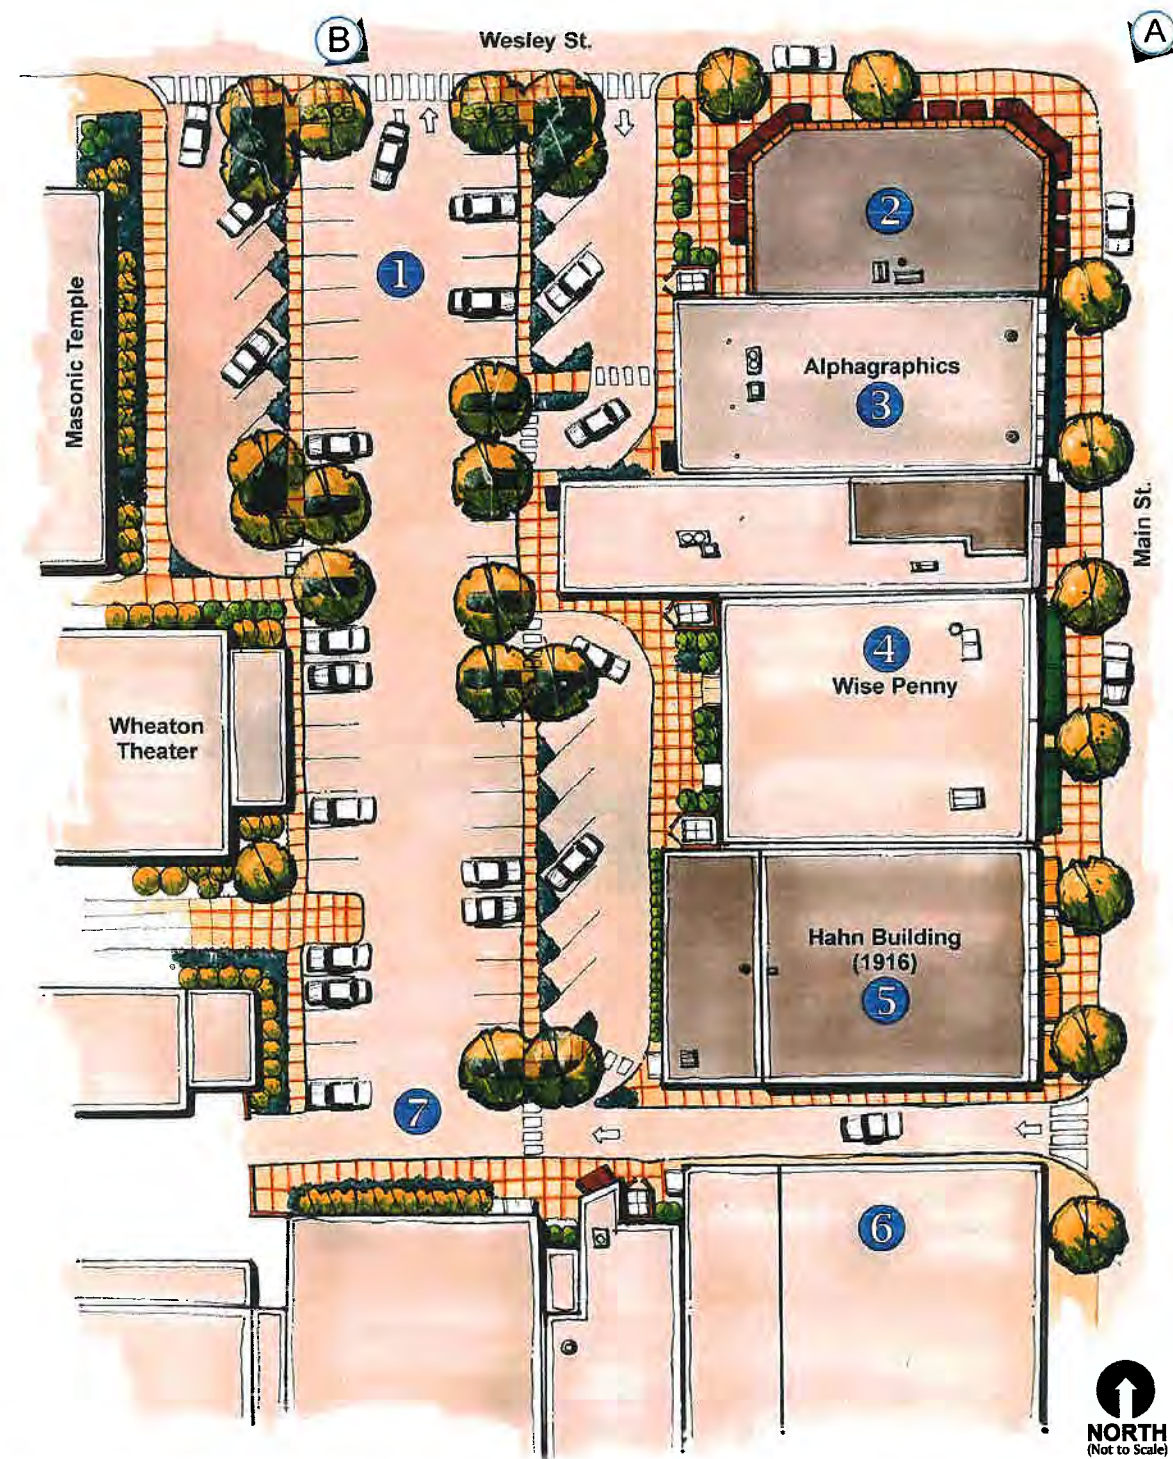 B
A
Wesley St.
2
1
Masonic Temple
Alphagraphics
3
Main St.
4
Wise Penny
Wheaton
Theater
Hahn Building
(1916)
5
7
6
NORTH
(Not to Scale)